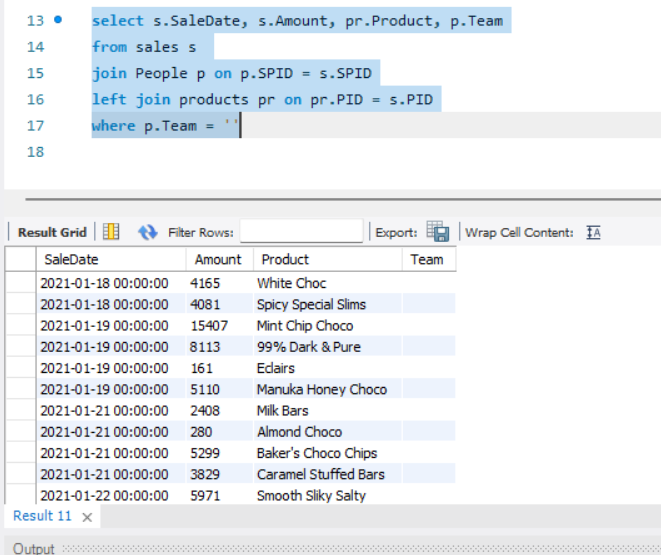 13 select s.SaleDate, s.Amount, pr.Product, p.Team
14 from sales s
15 join People p on p.SPID = s.SPID
16 left join products pr on pr.PID = s.PID
17 where p.Team = ''
18
Result Grid Filter Rows: Export: Wrap Cell Content:
SaleDate Amount Product Team
2021-01-18 00:00:00 4165 White Choc
2021-01-18 00:00:00 4081 Spicy Special Slims
2021-01-19 00:00:00 15407 Mint Chip Choco
2021-01-19 00:00:00 8113 99% Dark & Pure
2021-01-19 00:00:00 161 Eclairs
2021-01-19 00:00:00 5110 Manuka Honey Choco
2021-01-21 00:00:00 2408 Milk Bars
2021-01-21 00:00:00 280 Almond Choco
2021-01-21 00:00:00 5299 Baker's Choco Chips
2021-01-21 00:00:00 3829 Caramel Stuffed Bars
2021-01-22 00:00:00 5971 Smooth Sliky Salty
Result 11
Output